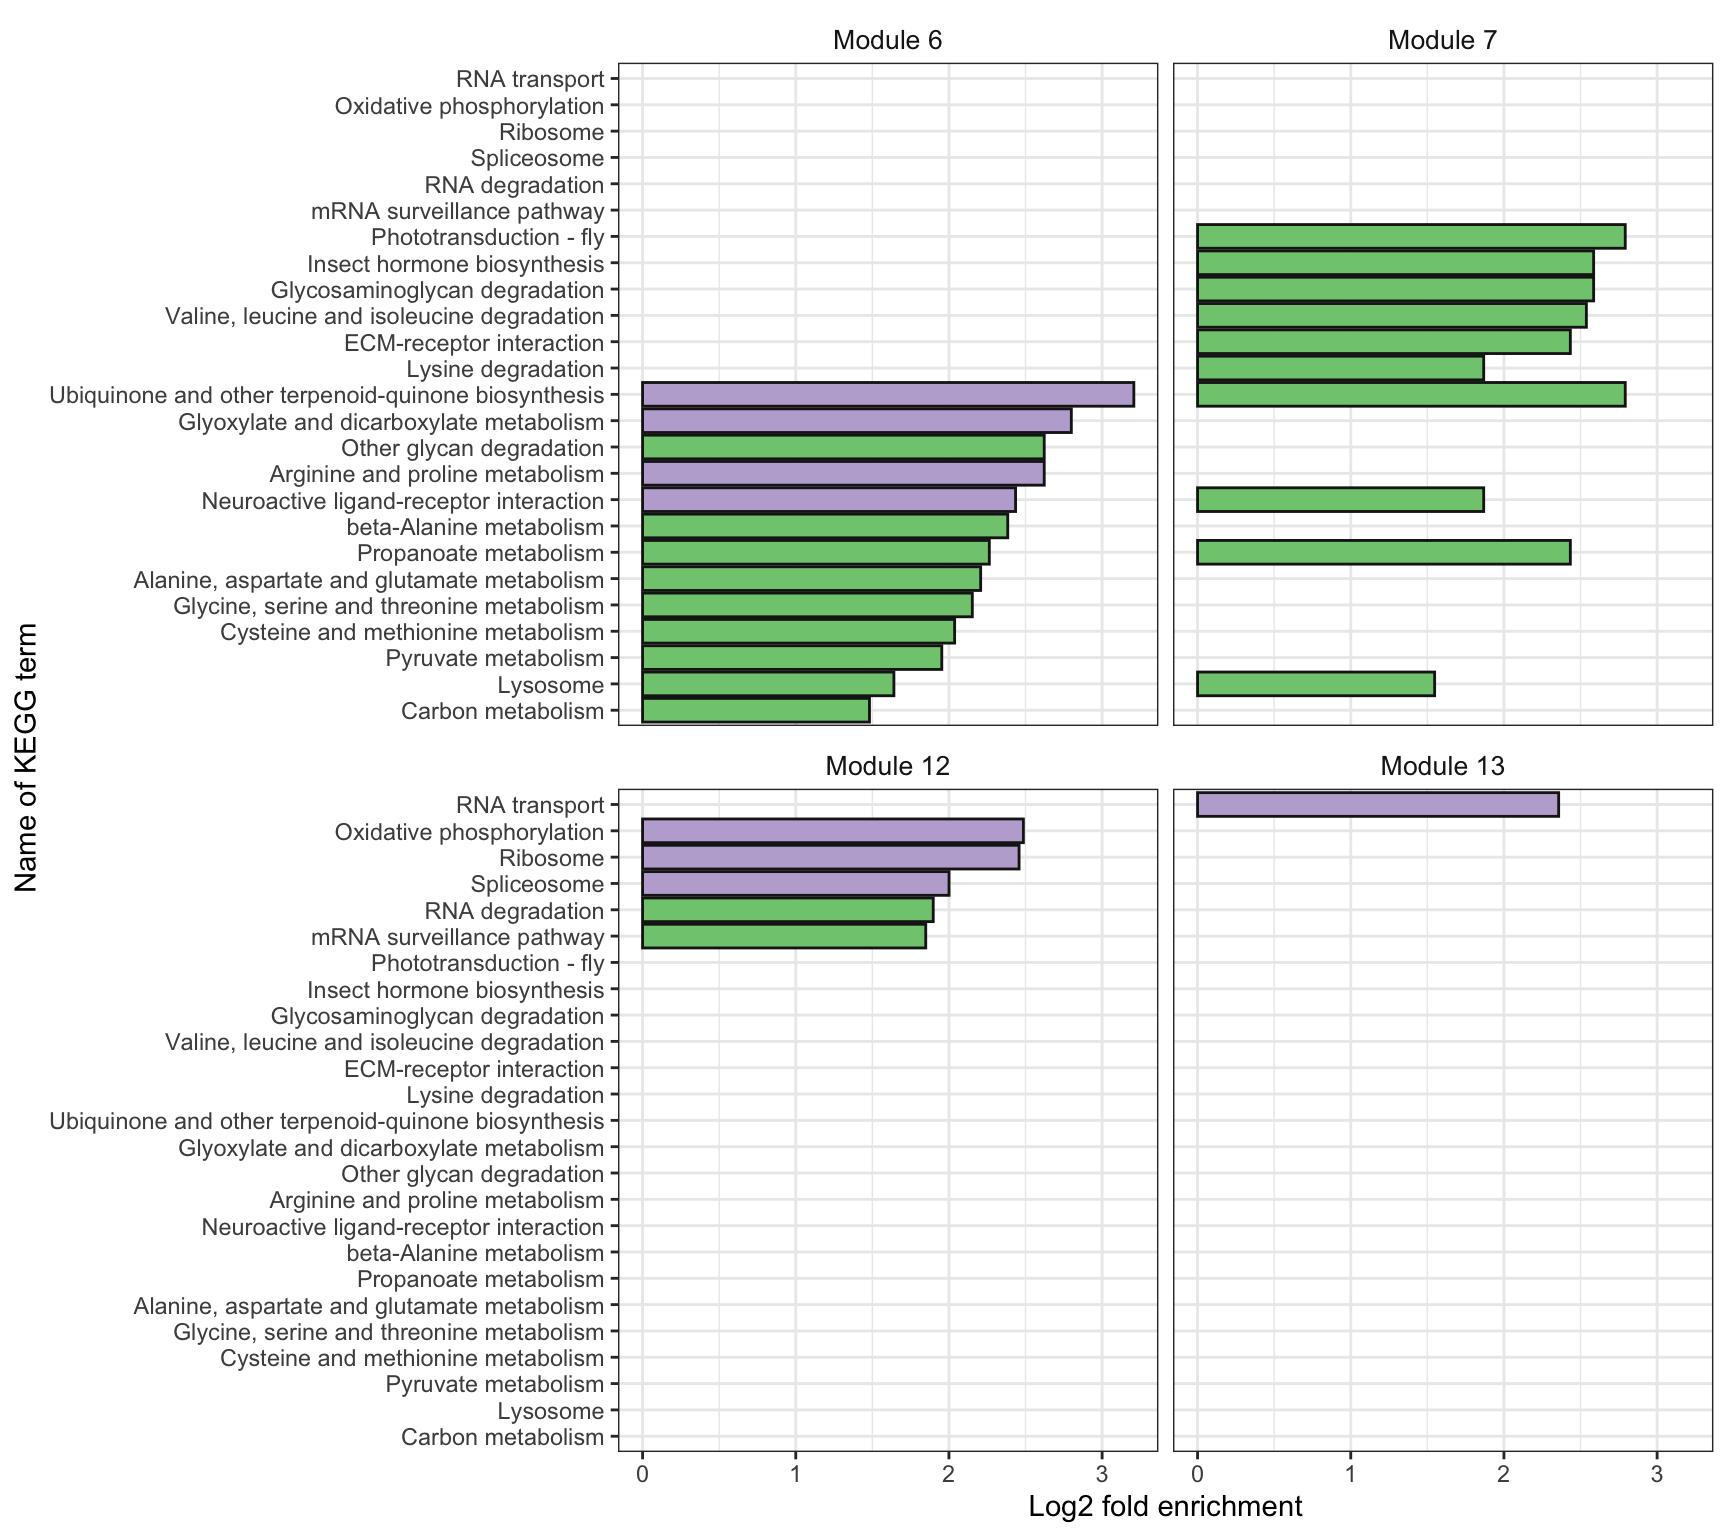 Module 6
Module 7
RNA transport
Oxidative phosphorylation
Ribosome
Spliceosome
RNA degradation
mRNA surveillance pathway
Phototransduction - fly
Insect hormone biosynthesis
Glycosaminoglycan degradation
Valine, leucine and isoleucine degradation
ECM-receptor interaction
Lysine degradation
Ubiquinone and other terpenoid-quinone biosynthesis
Glyoxylate and dicarboxylate metabolism
Other glycan degradation
Arginine and proline metabolism
Neuroactive ligand-receptor interaction
beta-Alanine metabolism
Propanoate metabolism
Alanine, aspartate and glutamate metabolism
Glycine, serine and threonine metabolism
Cysteine and methionine metabolism
Pyruvate metabolism
Lysosome
Carbon metabolism
Name of KEGG term
Module 12
Module 13
RNA transport
Oxidative phosphorylation
Ribosome
Spliceosome
RNA degradation
mRNA surveillance pathway
Phototransduction - fly
Insect hormone biosynthesis
Glycosaminoglycan degradation
Valine, leucine and isoleucine degradation
ECM-receptor interaction
Lysine degradation
Ubiquinone and other terpenoid-quinone biosynthesis
Glyoxylate and dicarboxylate metabolism
Other glycan degradation
Arginine and proline metabolism
Neuroactive ligand-receptor interaction
beta-Alanine metabolism
Propanoate metabolism
Alanine, aspartate and glutamate metabolism
Glycine, serine and threonine metabolism
Cysteine and methionine metabolism
Pyruvate metabolism
Lysosome
Carbon metabolism
0 1 2 3
0 1 2 3
Log2 fold enrichment